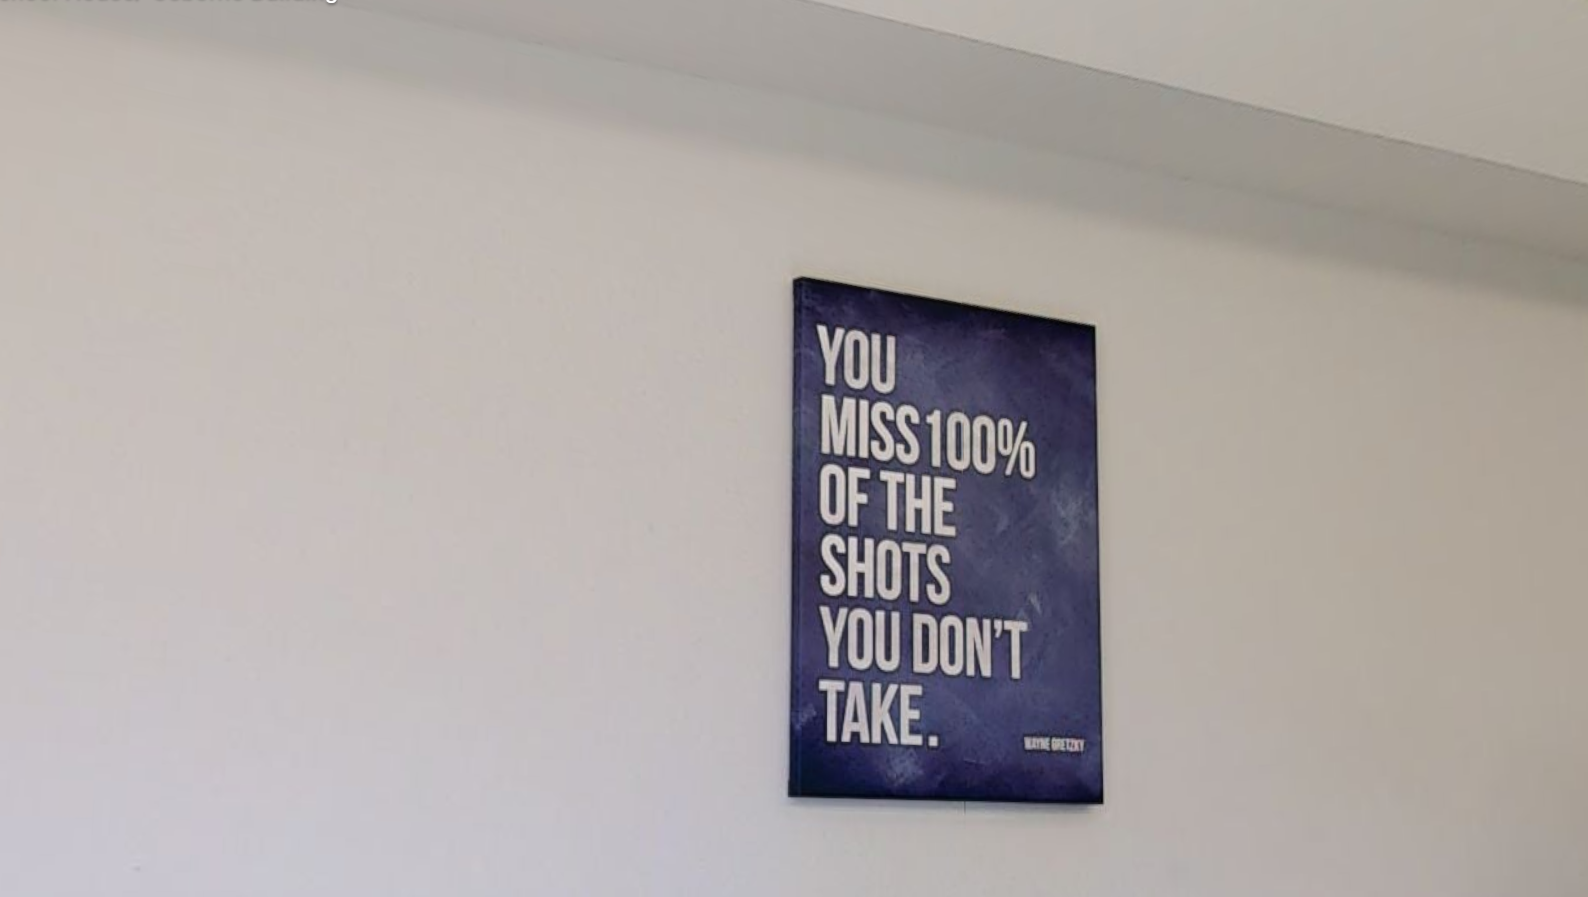 YOU
MISS 100%
OF THE
SHOTS
YOU DON'T
TAKE.
WAYNE GRETZKY